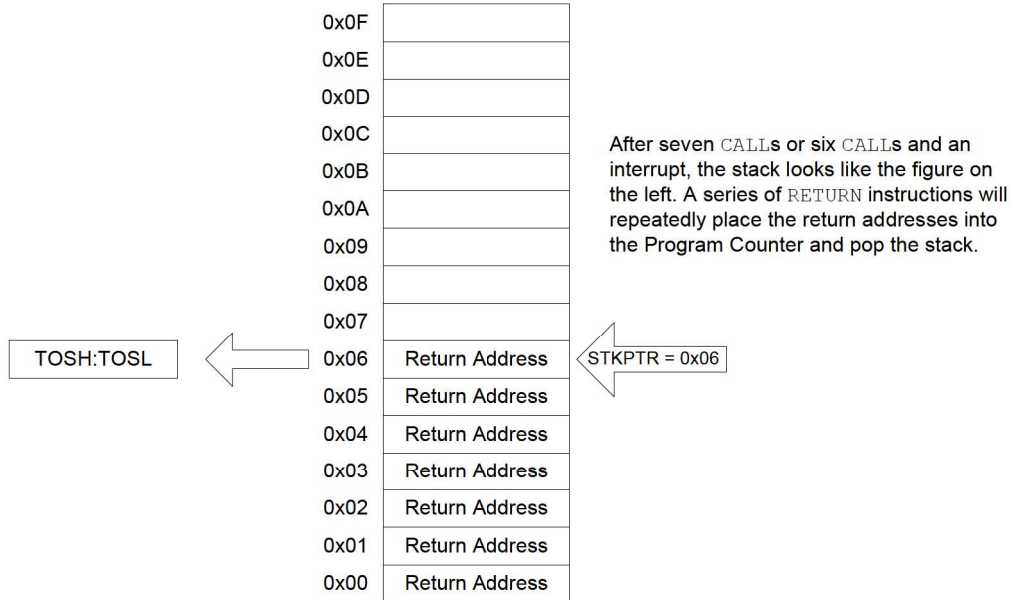 0x0F
0x0E
0x0D
0x0C
0x0B
0x0A
0x09
0x08
0x07
After seven CALLs or six CALLs and an
interrupt, the stack looks like the figure on
the left. A series of RETURN instructions will
repeatedly place the return addresses into
the Program Counter and pop the stack.
TOSH:TOSL
0x06 Return Address
STKPTR = 0x06
0x05 Return Address
0x04 Return Address
0x03 Return Address
0x02 Return Address
0x01 Return Address
0x00 Return Address